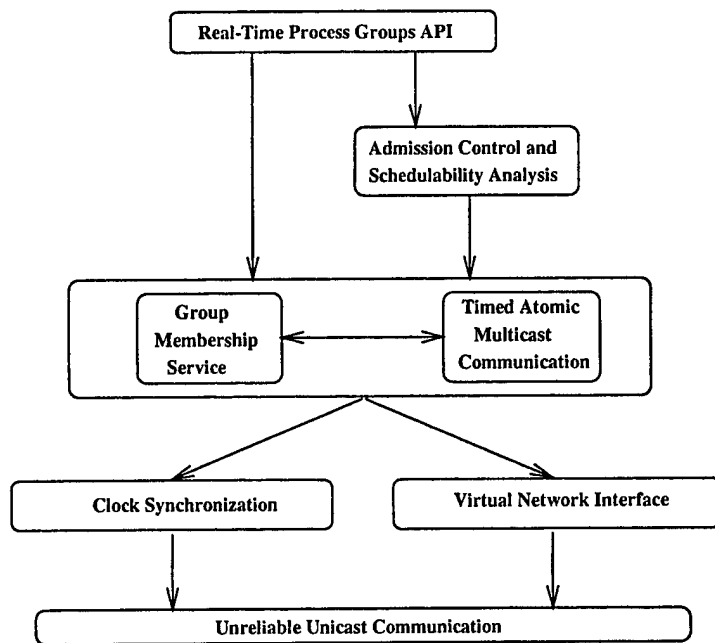 Real-Time Process Groups API
Admission Control and
Schedulability Analysis
Group
Membership
Service
Timed Atomic
Multicast
Communication
Clock Synchronization
Virtual Network Interface
Unreliable Unicast Communication